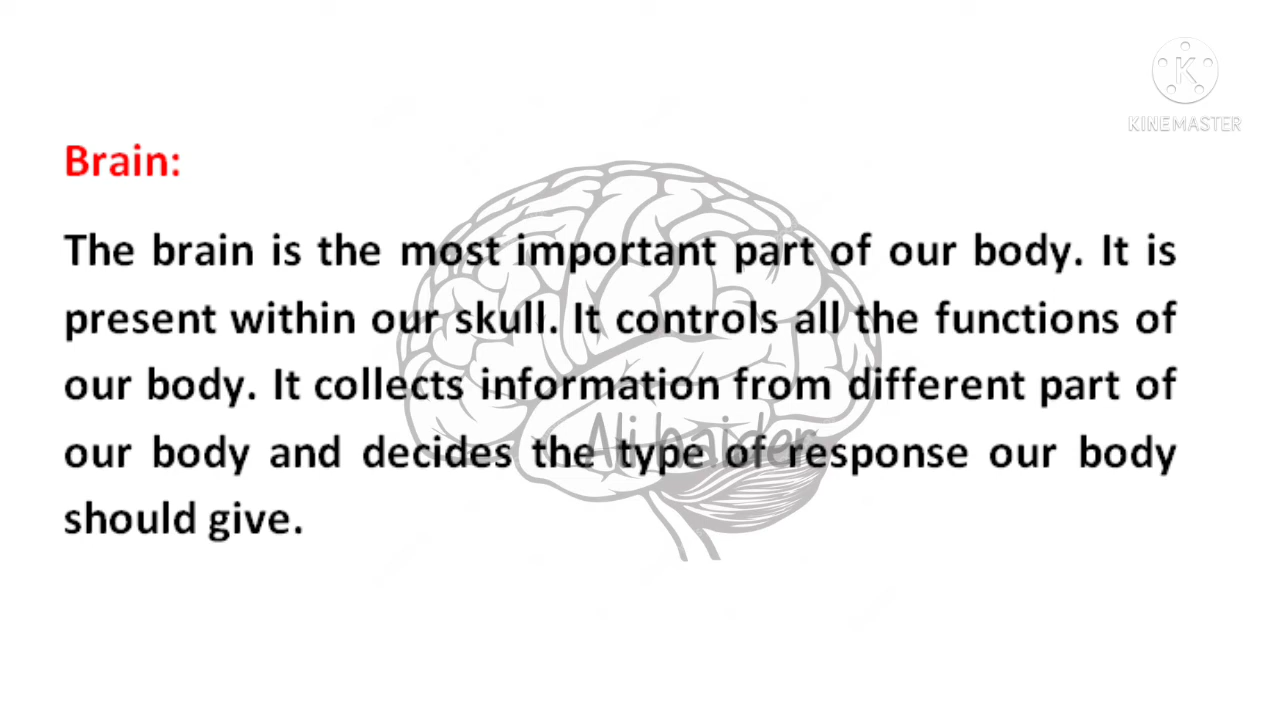 K
KINEMASTER
Brain:
The brain is the most important part of our body. It is
present within our skull. It controls all the functions of
our body. It collects information from different part of
our body and decides the type of response our body
should give.
Ali haider